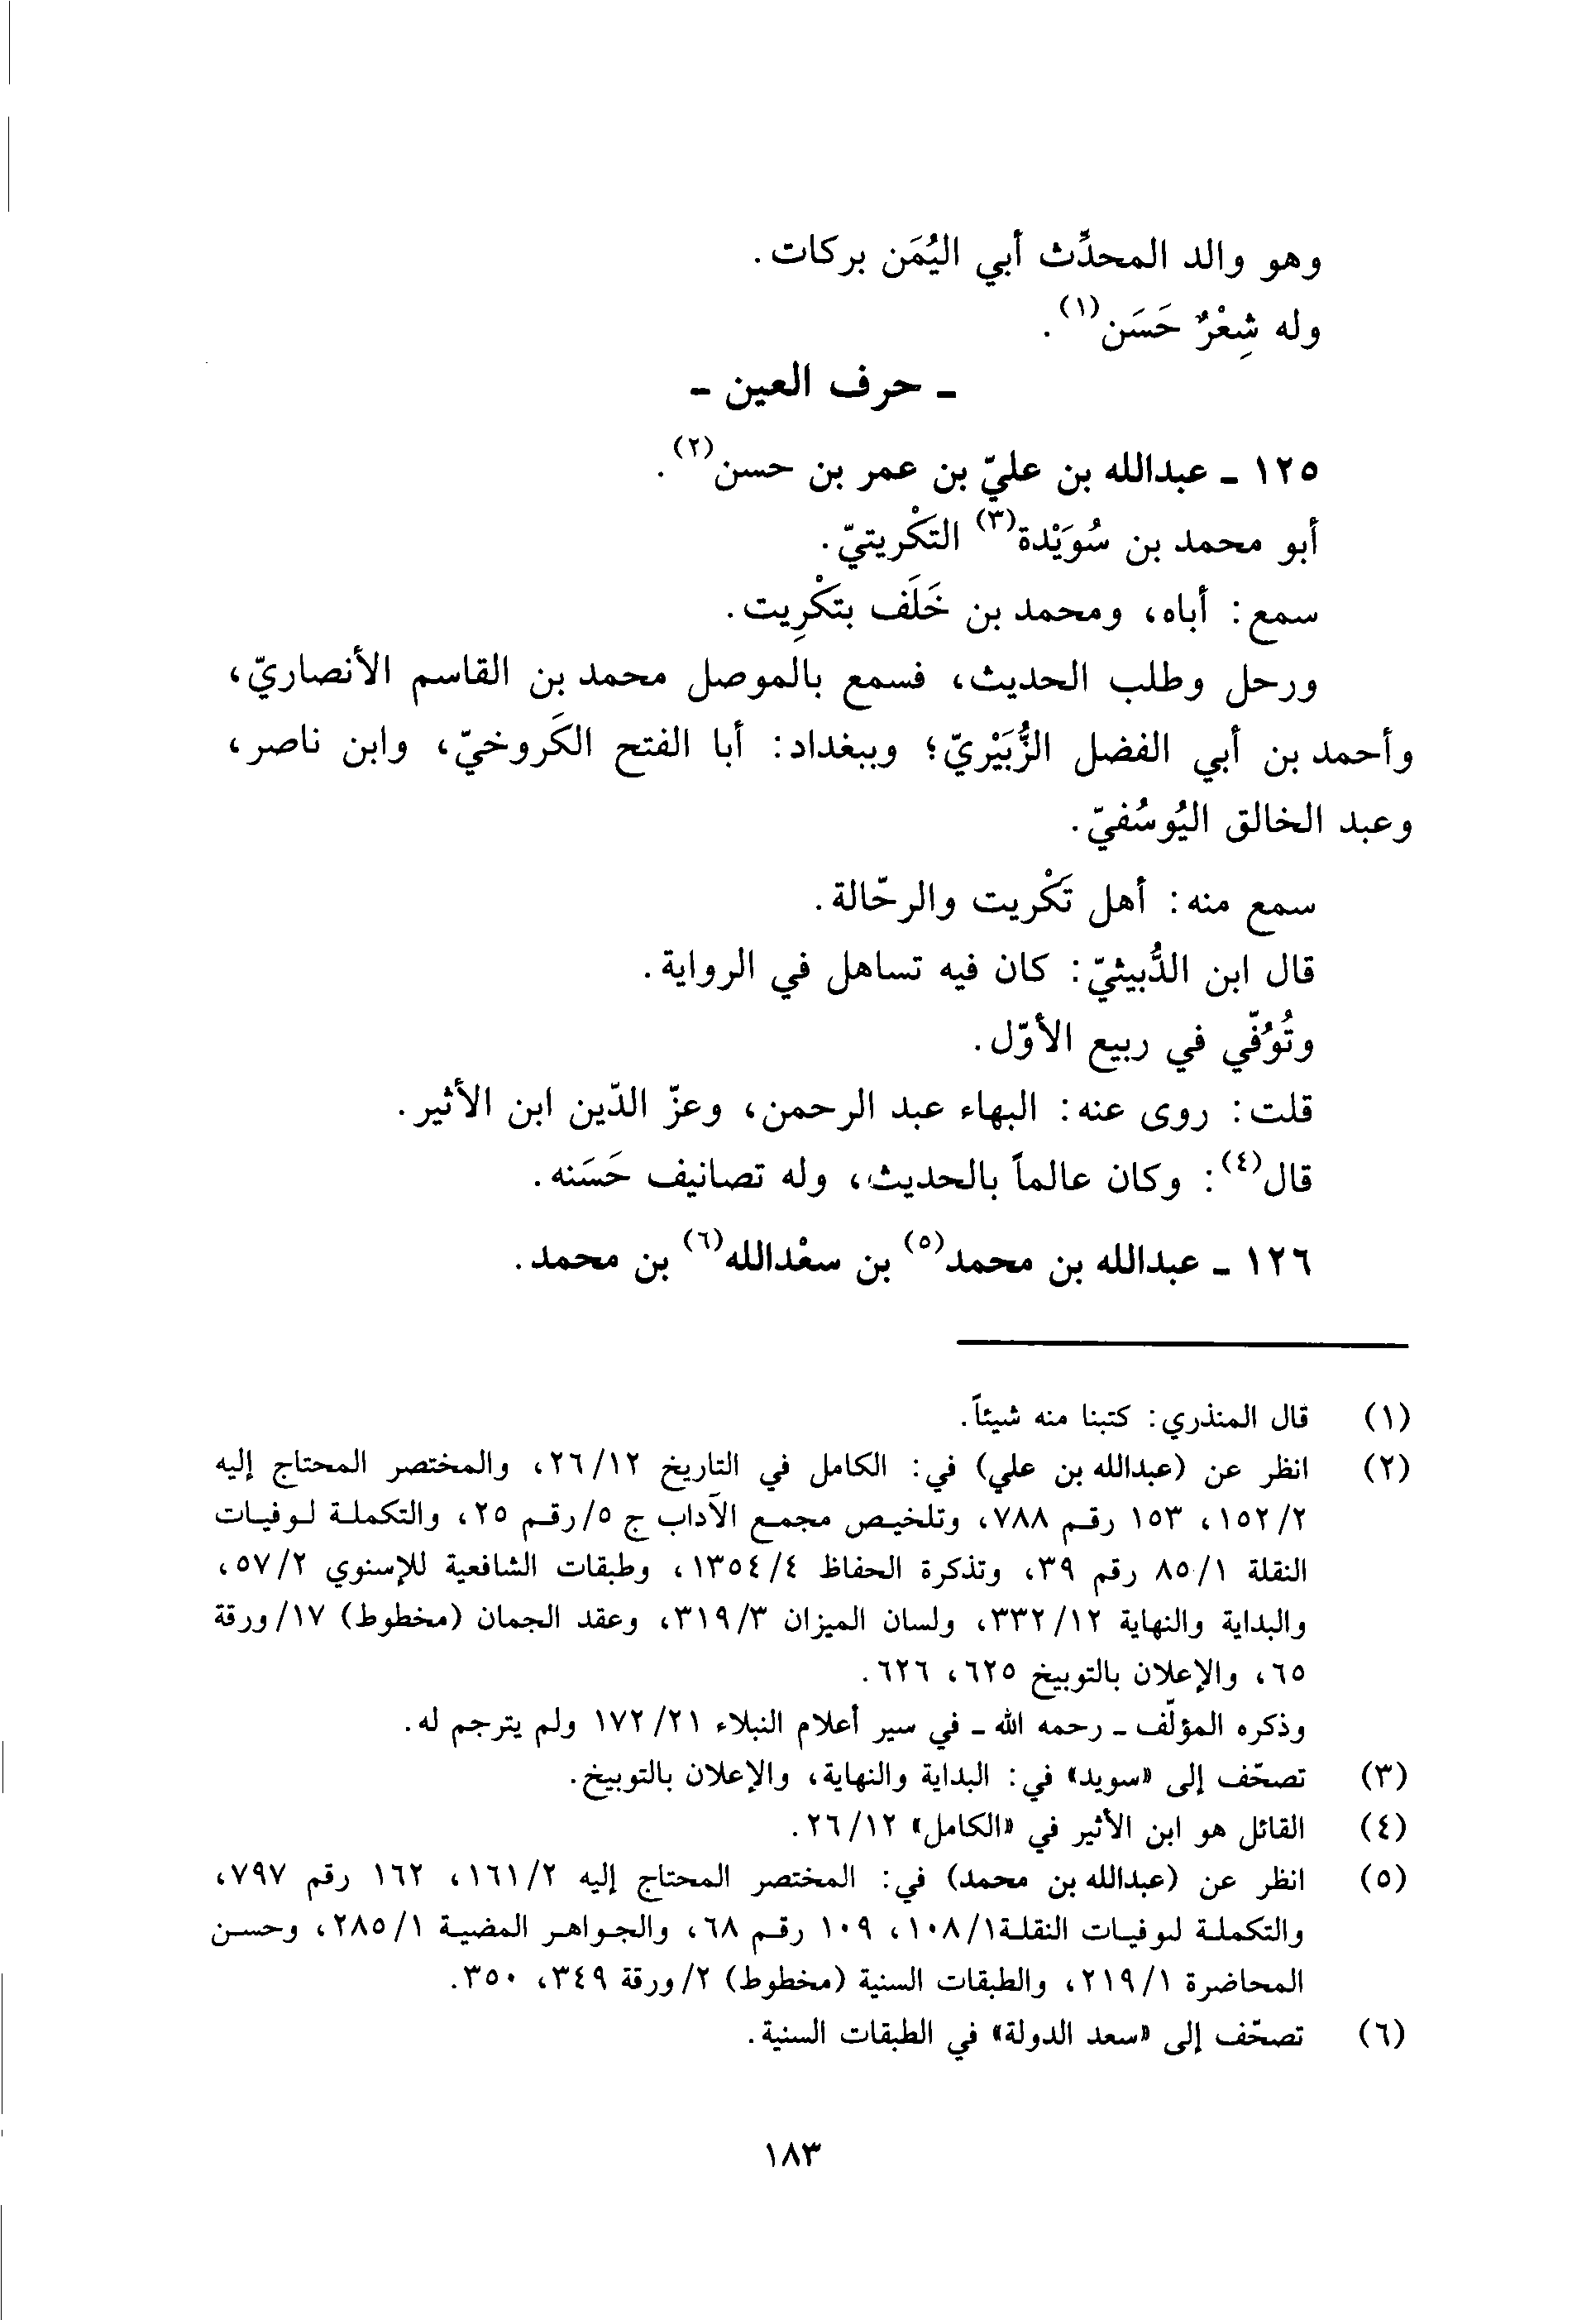 وهو والد المحدِّث أبي اليُمَن بركات.
وله شِعْرٌ حَسَن(١).
ـ حرف العين ـ
١٢٥ ـ عبدالله بن عليّ بن عمر بن حسن(٢).
أبو محمد بن سُوَيْدة(٣) التكْريتيّ.
سمع: أباه، ومحمد بن خَلَف بتكْرِيت.
ورحل وطلب الحديث، فسمع بالموصل محمد بن القاسم الأنصاريّ،
وأحمد بن أبي الفضل الزُّبَيْريّ؛ وببغداد: أبا الفتح الكَروخيّ، وابن ناصر،
وعبد الخالق اليُوسُفيّ.
سمع منه: أهل تَكْريت والرحّالة.
قال ابن الدُّبيثيّ: كان فيه تساهل في الرواية.
وتُوُفّي في ربيع الأوّل.
قلت: روى عنه: البهاء عبد الرحمن، وعزّ الدّين ابن الأثير.
قال(٤): وكان عالماً بالحديث، وله تصانيف حَسَنه.
١٢٦ ـ عبدالله بن محمد(٥) بن سعْدالله(٦) بن محمد.
(١) قال المنذري: كتبنا منه شيئاً.
(٢) انظر عن (عبدالله بن علي) في: الكامل في التاريخ ٢٦/١٢، والمختصر المحتاج إليه
١٥٢/٢، ١٥٣ رقم ٧٨٨، وتلخيص مجمع الآداب ج ٥/رقم ٢٥، والتكملة لوفيات
النقلة ٨٥/١ رقم ٣٩، وتذكرة الحفاظ ١٣٥٤/٤، وطبقات الشافعية للإسنوي ٥٧/٢،
والبداية والنهاية ٣٣٢/١٢، ولسان الميزان ٣١٩/٣، وعقد الجمان (مخطوط) ١٧/ورقة
٦٥، والإعلان بالتوبيخ ٦٢٥، ٦٢٦.
وذكره المؤلّف ـ رحمه الله ـ في سير أعلام النبلاء ١٧٢/٢١ ولم يترجم له.
(٣) تصحّف إلى «سويد» في: البداية والنهاية، والإعلان بالتوبيخ.
(٤) القائل هو ابن الأثير في «الكامل» ٢٦/١٢.
(٥) انظر عن (عبدالله بن محمد) في: المختصر المحتاج إليه ١٦١/٢، ١٦٢ رقم ٧٩٧،
والتكملة لوفيات النقلة١٠٨/١، ١٠٩ رقم ٦٨، والجواهر المضية ٢٨٥/١، وحسن
المحاضرة ٢١٩/١، والطبقات السنية (مخطوط) ٢/ورقة ٣٤٩، ٣٥٠.
(٦) تصحّف إلى «سعد الدولة» في الطبقات السنية.
١٨٣